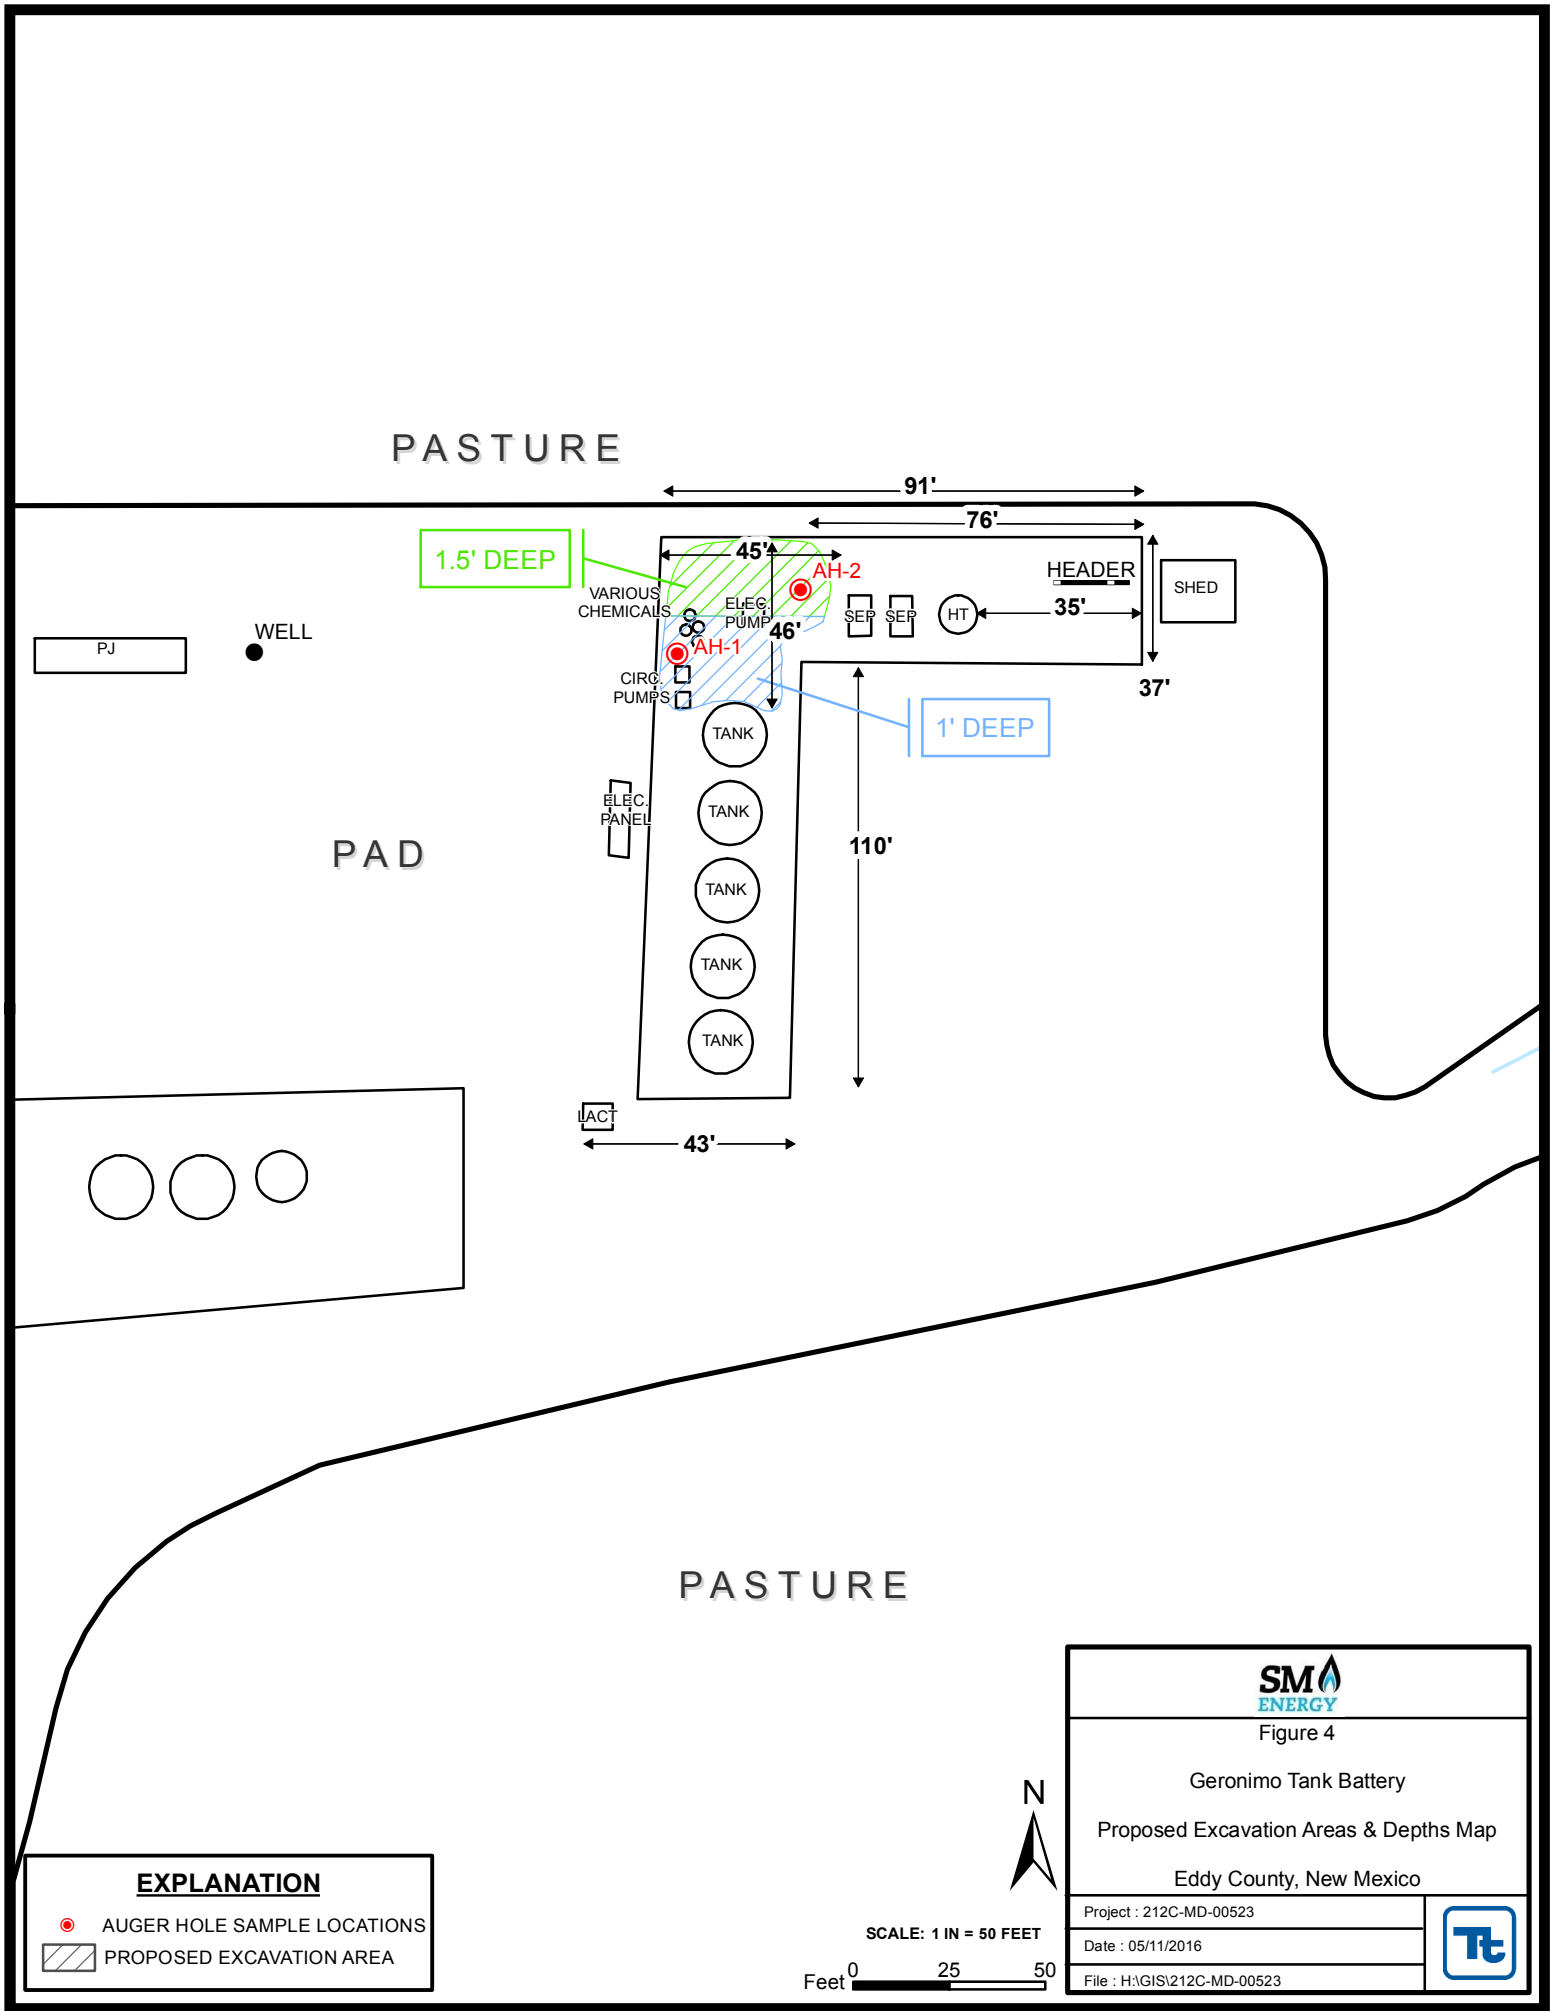 PASTURE
91'
76'
45'
1.5' DEEP
AH-2
HEADER
SHED
VARIOUS
CHEMICALS
ELEC.
PUMP
46'
SEP
SEP
HT
35'
PJ
WELL
AH-1
CIRC.
PUMPS
37'
1' DEEP
TANK
ELEC.
PANEL
TANK
PAD
110'
TANK
TANK
TANK
LACT
43'
PASTURE
SM
ENERGY
Figure 4
Geronimo Tank Battery
Proposed Excavation Areas & Depths Map
Eddy County, New Mexico
Project : 212C-MD-00523
Date : 05/11/2016
File : H:\GIS\212C-MD-00523
Tt
N
SCALE: 1 IN = 50 FEET
Feet 0 25 50
EXPLANATION
AUGER HOLE SAMPLE LOCATIONS
PROPOSED EXCAVATION AREA